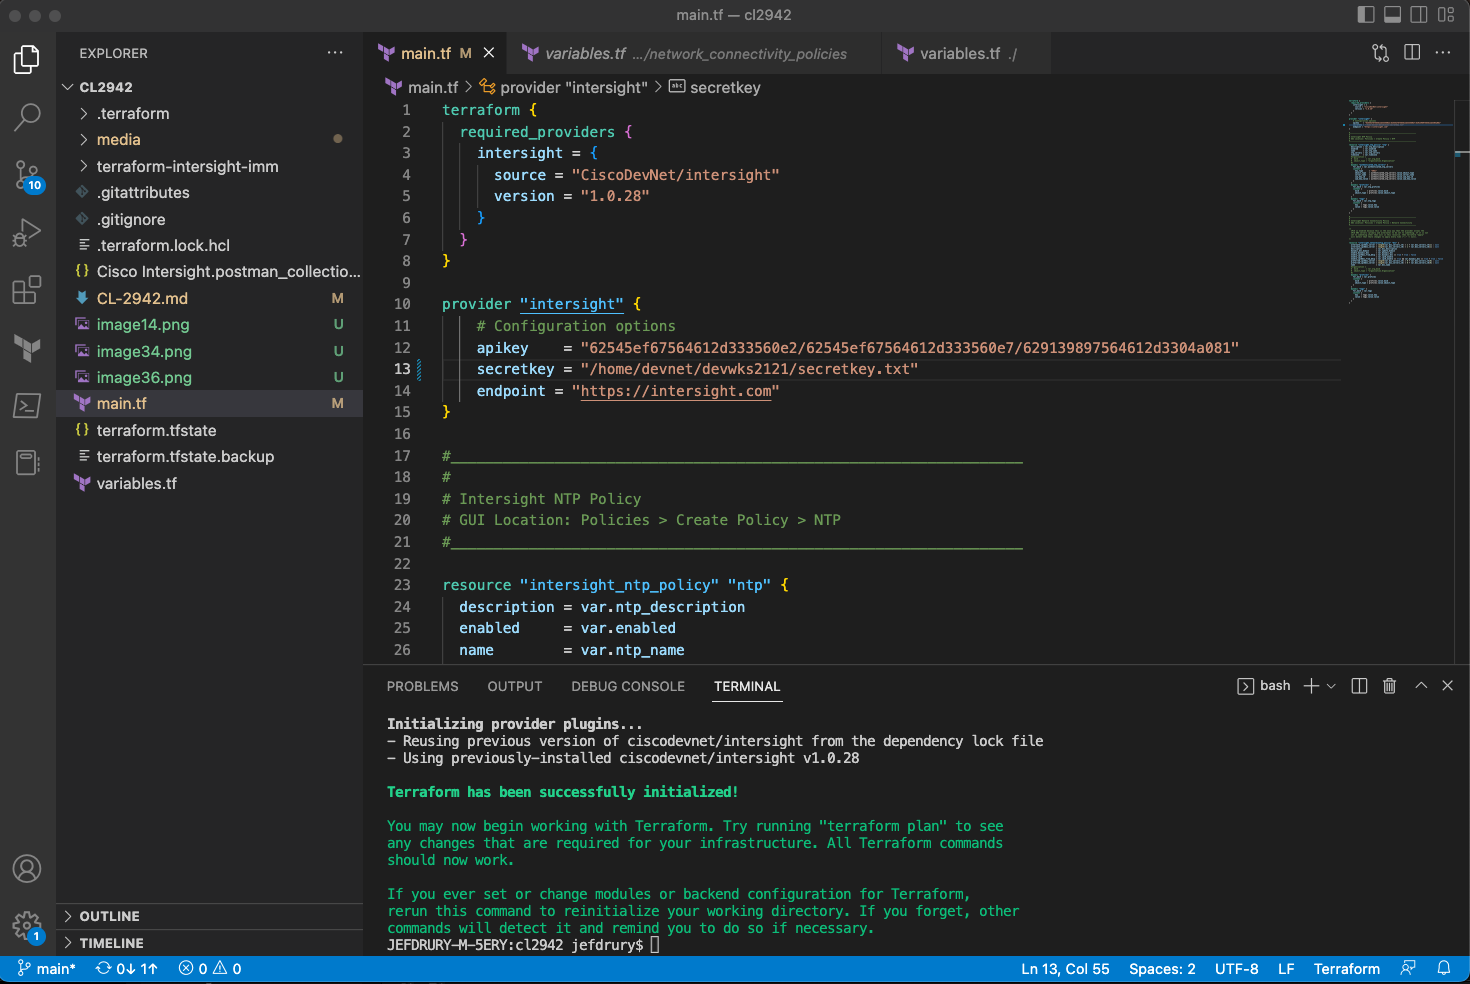 main.tf — cl2942
EXPLORER
CL2942
.terraform
media
terraform-intersight-imm
.gitattributes
.gitignore
.terraform.lock.hcl
{} Cisco Intersight.postman_collectio...
CL-2942.md M
image14.png U
image34.png U
image36.png U
main.tf M
{} terraform.tfstate
terraform.tfstate.backup
variables.tf
OUTLINE
TIMELINE
10
1
main.tf M
variables.tf .../network_connectivity_policies
variables.tf ./
main.tf > provider "intersight" > abc secretkey
1 terraform {
2 required_providers {
3 intersight = {
4 source = "CiscoDevNet/intersight"
5 version = "1.0.28"
6 }
7 }
8 }
9
10 provider "intersight" {
11 # Configuration options
12 apikey = "62545ef67564612d333560e2/62545ef67564612d333560e7/629139897564612d3304a081"
13 secretkey = "/home/devnet/devwks2121/secretkey.txt"
14 endpoint = "https://intersight.com"
15 }
16
17 #__________________________________________________________________
18 #
19 # Intersight NTP Policy
20 # GUI Location: Policies > Create Policy > NTP
21 #__________________________________________________________________
22
23 resource "intersight_ntp_policy" "ntp" {
24 description = var.ntp_description
25 enabled = var.enabled
26 name = var.ntp_name
PROBLEMS OUTPUT DEBUG CONSOLE TERMINAL
bash
Initializing provider plugins...
- Reusing previous version of ciscodevnet/intersight from the dependency lock file
- Using previously-installed ciscodevnet/intersight v1.0.28
Terraform has been successfully initialized!
You may now begin working with Terraform. Try running "terraform plan" to see
any changes that are required for your infrastructure. All Terraform commands
should now work.
If you ever set or change modules or backend configuration for Terraform,
rerun this command to reinitialize your working directory. If you forget, other
commands will detect it and remind you to do so if necessary.
JEFDRURY-M-5ERY:cl2942 jefdrury$
main* 0↓ 1↑ 0 0
Ln 13, Col 55 Spaces: 2 UTF-8 LF Terraform